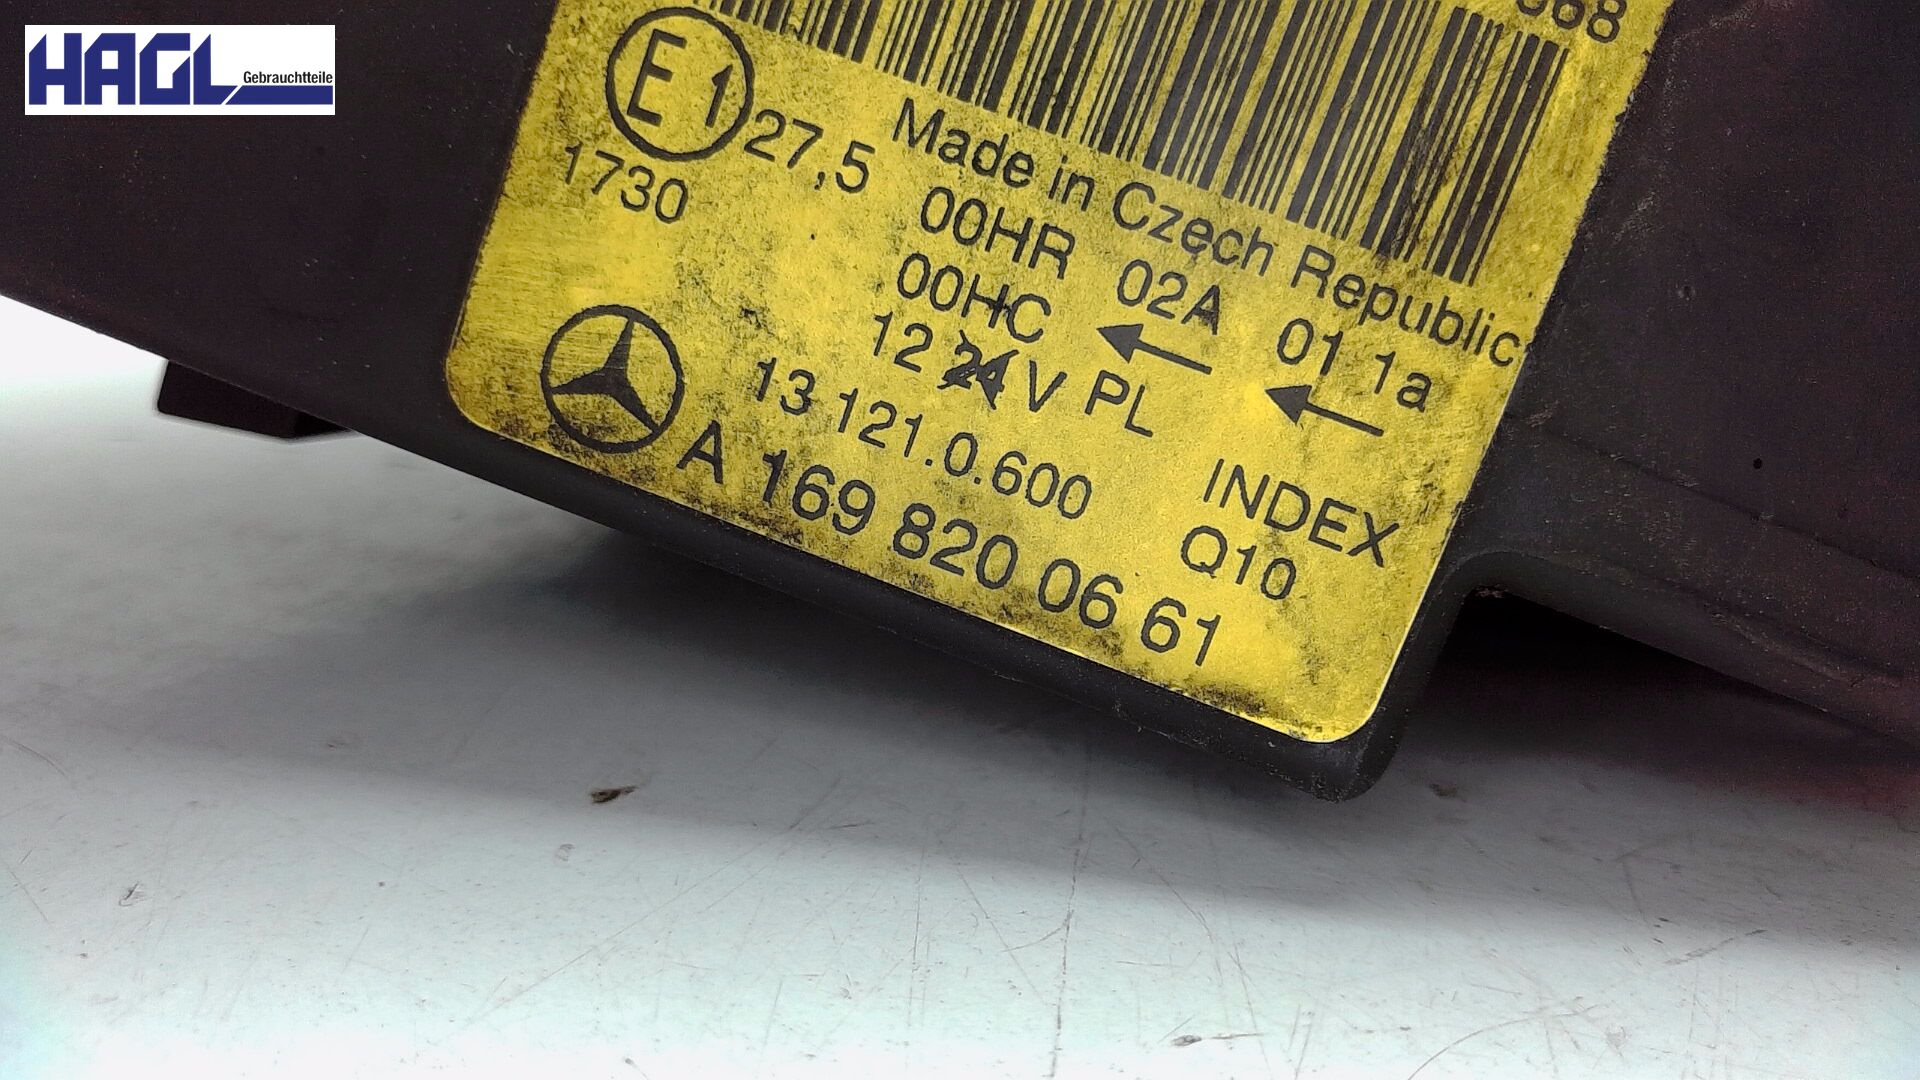 HAGL
Gebrauchtteile
E1
27,5
1730
Made in Czech Republic
00HR 02A 01 1a
00HC
12 24 V PL
13 121.0.600
INDEX
Q10
A 169 820 06 61